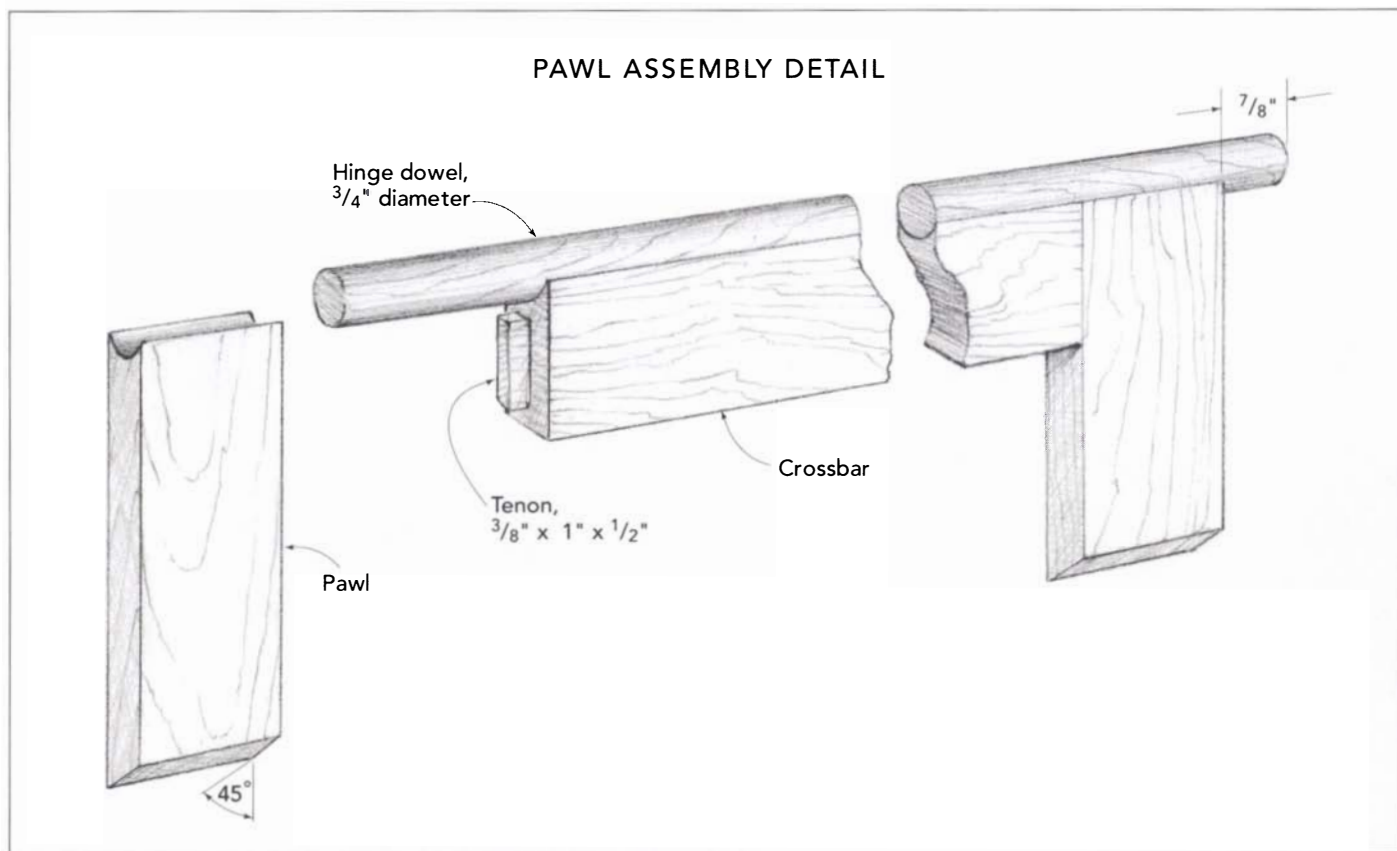 PAWL ASSEMBLY DETAIL
7/8"
Hinge dowel,
3/4" diameter
Crossbar
Tenon,
3/8" x 1" x 1/2"
Pawl
45°